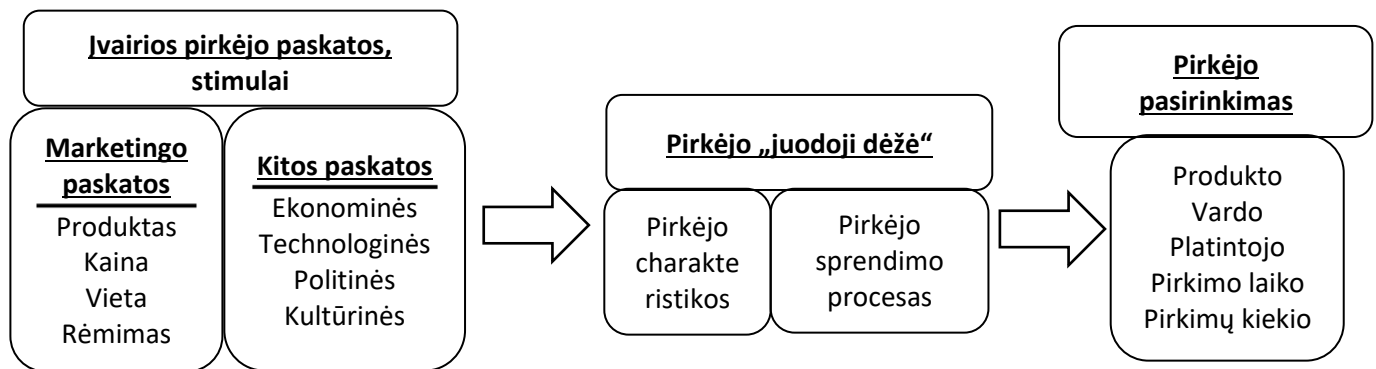 Įvairios pirkėjo paskatos,
stimulai
Marketingo
paskatos
Produktas
Kaina
Vieta
Rėmimas
Kitos paskatos
Ekonominės
Technologinės
Politinės
Kultūrinės
Pirkėjo „juodoji dėžė“
Pirkėjo
charakte
ristikos
Pirkėjo
sprendimo
procesas
Pirkėjo
pasirinkimas
Produkto
Vardo
Platintojo
Pirkimo laiko
Pirkimų kiekio